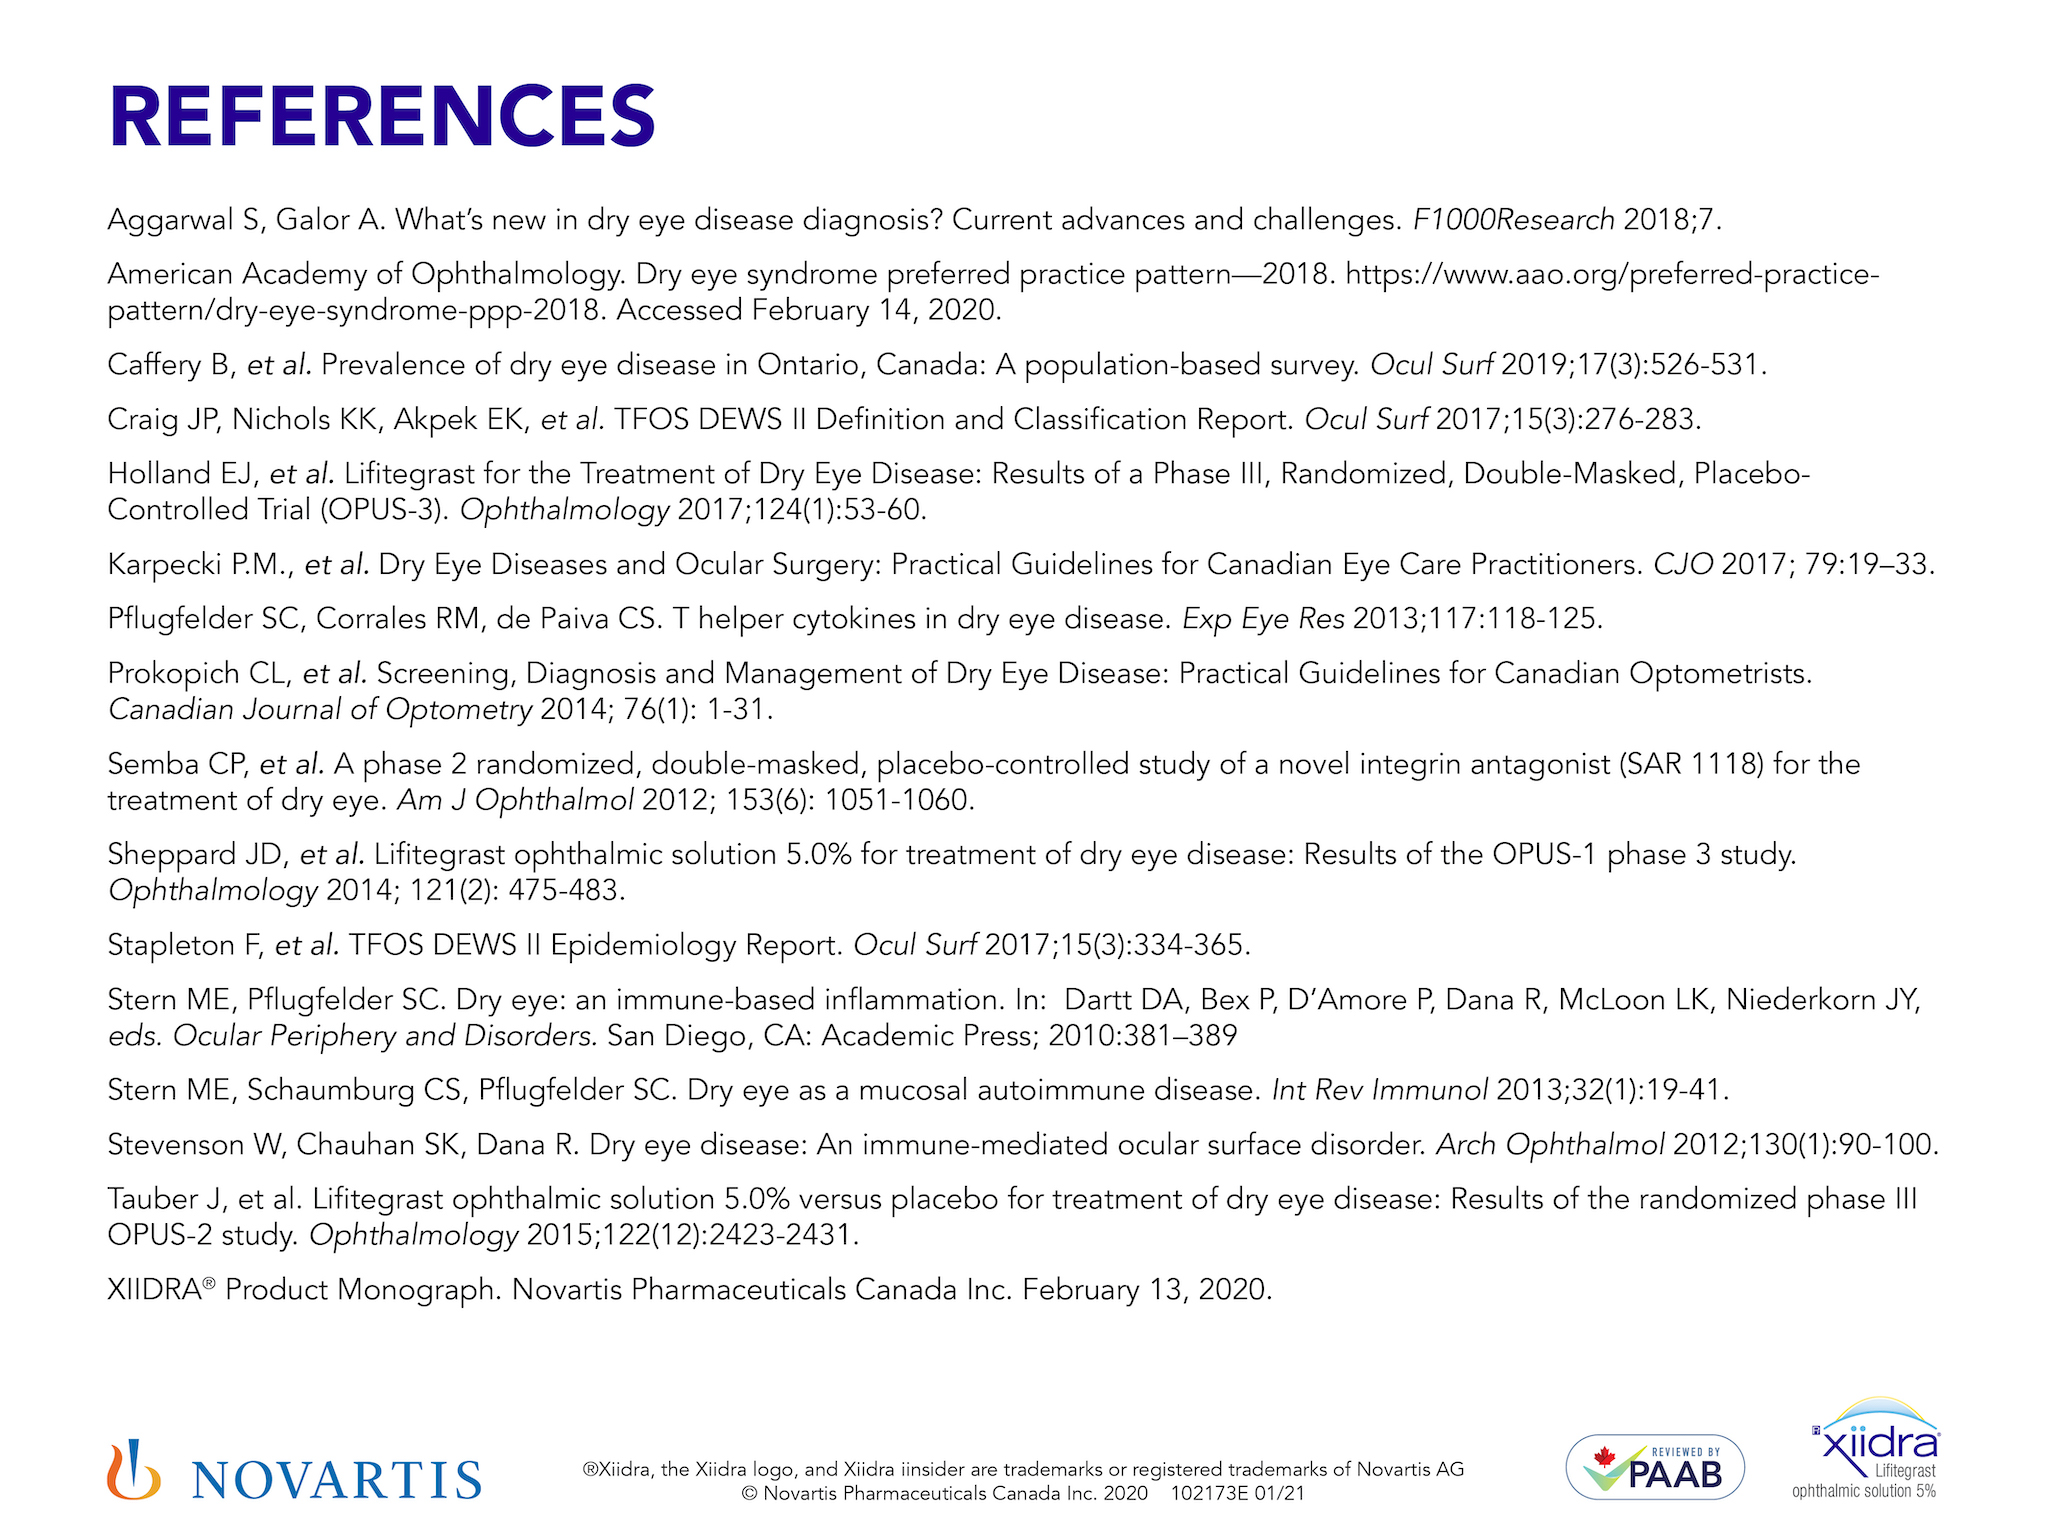 REFERENCES
Aggarwal S, Galor A. What’s new in dry eye disease diagnosis? Current advances and challenges. F1000Research 2018;7.
American Academy of Ophthalmology. Dry eye syndrome preferred practice pattern—2018. https://www.aao.org/preferred-practice-
pattern/dry-eye-syndrome-ppp-2018. Accessed February 14, 2020.
Caffery B, et al. Prevalence of dry eye disease in Ontario, Canada: A population-based survey. Ocul Surf 2019;17(3):526-531.
Craig JP, Nichols KK, Akpek EK, et al. TFOS DEWS II Definition and Classification Report. Ocul Surf 2017;15(3):276-283.
Holland EJ, et al. Lifitegrast for the Treatment of Dry Eye Disease: Results of a Phase III, Randomized, Double-Masked, Placebo-
Controlled Trial (OPUS-3). Ophthalmology 2017;124(1):53-60.
Karpecki P.M., et al. Dry Eye Diseases and Ocular Surgery: Practical Guidelines for Canadian Eye Care Practitioners. CJO 2017; 79:19–33.
Pflugfelder SC, Corrales RM, de Paiva CS. T helper cytokines in dry eye disease. Exp Eye Res 2013;117:118-125.
Prokopich CL, et al. Screening, Diagnosis and Management of Dry Eye Disease: Practical Guidelines for Canadian Optometrists.
Canadian Journal of Optometry 2014; 76(1): 1-31.
Semba CP, et al. A phase 2 randomized, double-masked, placebo-controlled study of a novel integrin antagonist (SAR 1118) for the
treatment of dry eye. Am J Ophthalmol 2012; 153(6): 1051-1060.
Sheppard JD, et al. Lifitegrast ophthalmic solution 5.0% for treatment of dry eye disease: Results of the OPUS-1 phase 3 study.
Ophthalmology 2014; 121(2): 475-483.
Stapleton F, et al. TFOS DEWS II Epidemiology Report. Ocul Surf 2017;15(3):334-365.
Stern ME, Pflugfelder SC. Dry eye: an immune-based inflammation. In:  Dartt DA, Bex P, D’Amore P, Dana R, McLoon LK, Niederkorn JY,
eds. Ocular Periphery and Disorders. San Diego, CA: Academic Press; 2010:381–389
Stern ME, Schaumburg CS, Pflugfelder SC. Dry eye as a mucosal autoimmune disease. Int Rev Immunol 2013;32(1):19-41.
Stevenson W, Chauhan SK, Dana R. Dry eye disease: An immune-mediated ocular surface disorder. Arch Ophthalmol 2012;130(1):90-100.
Tauber J, et al. Lifitegrast ophthalmic solution 5.0% versus placebo for treatment of dry eye disease: Results of the randomized phase III
OPUS-2 study. Ophthalmology 2015;122(12):2423-2431.
XIIDRA® Product Monograph. Novartis Pharmaceuticals Canada Inc. February 13, 2020.
NOVARTIS
®Xiidra, the Xiidra logo, and Xiidra iinsider are trademarks or registered trademarks of Novartis AG
© Novartis Pharmaceuticals Canada Inc. 2020    102173E 01/21
REVIEWED BY
PAAB
xiidra
Lifitegrast
ophthalmic solution 5%